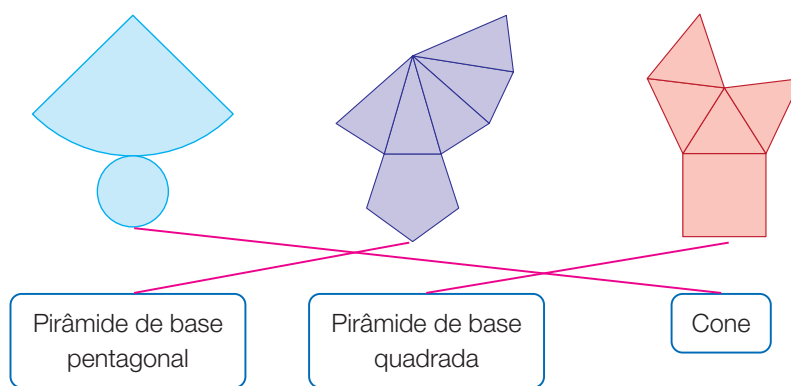 Pirâmide de base
pentagonal
Pirâmide de base
quadrada
Cone